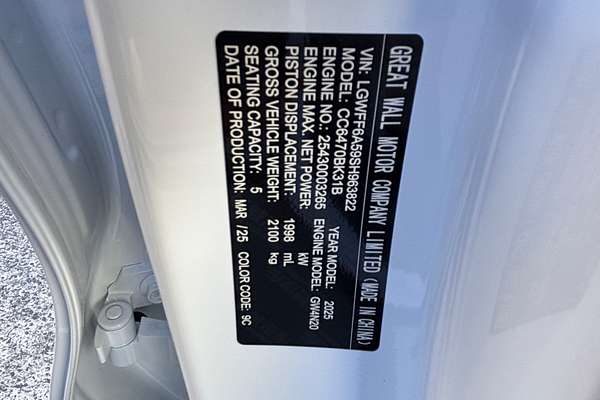 GREAT WALL MOTOR COMPANY LIMITED (MADE IN CHINA)
VIN: LGWFF6A59SH963822
MODEL: CC6470BK31B YEAR MODEL: 2025
ENGINE NO.: 25430003265 ENGINE MODEL: GW4N20
ENGINE MAX. NET POWER: kW
PISTON DISPLACEMENT: 1998 mL
GROSS VEHICLE WEIGHT: 2100 kg
SEATING CAPACITY: 5
DATE OF PRODUCTION: MAR /25 COLOR CODE: 9C